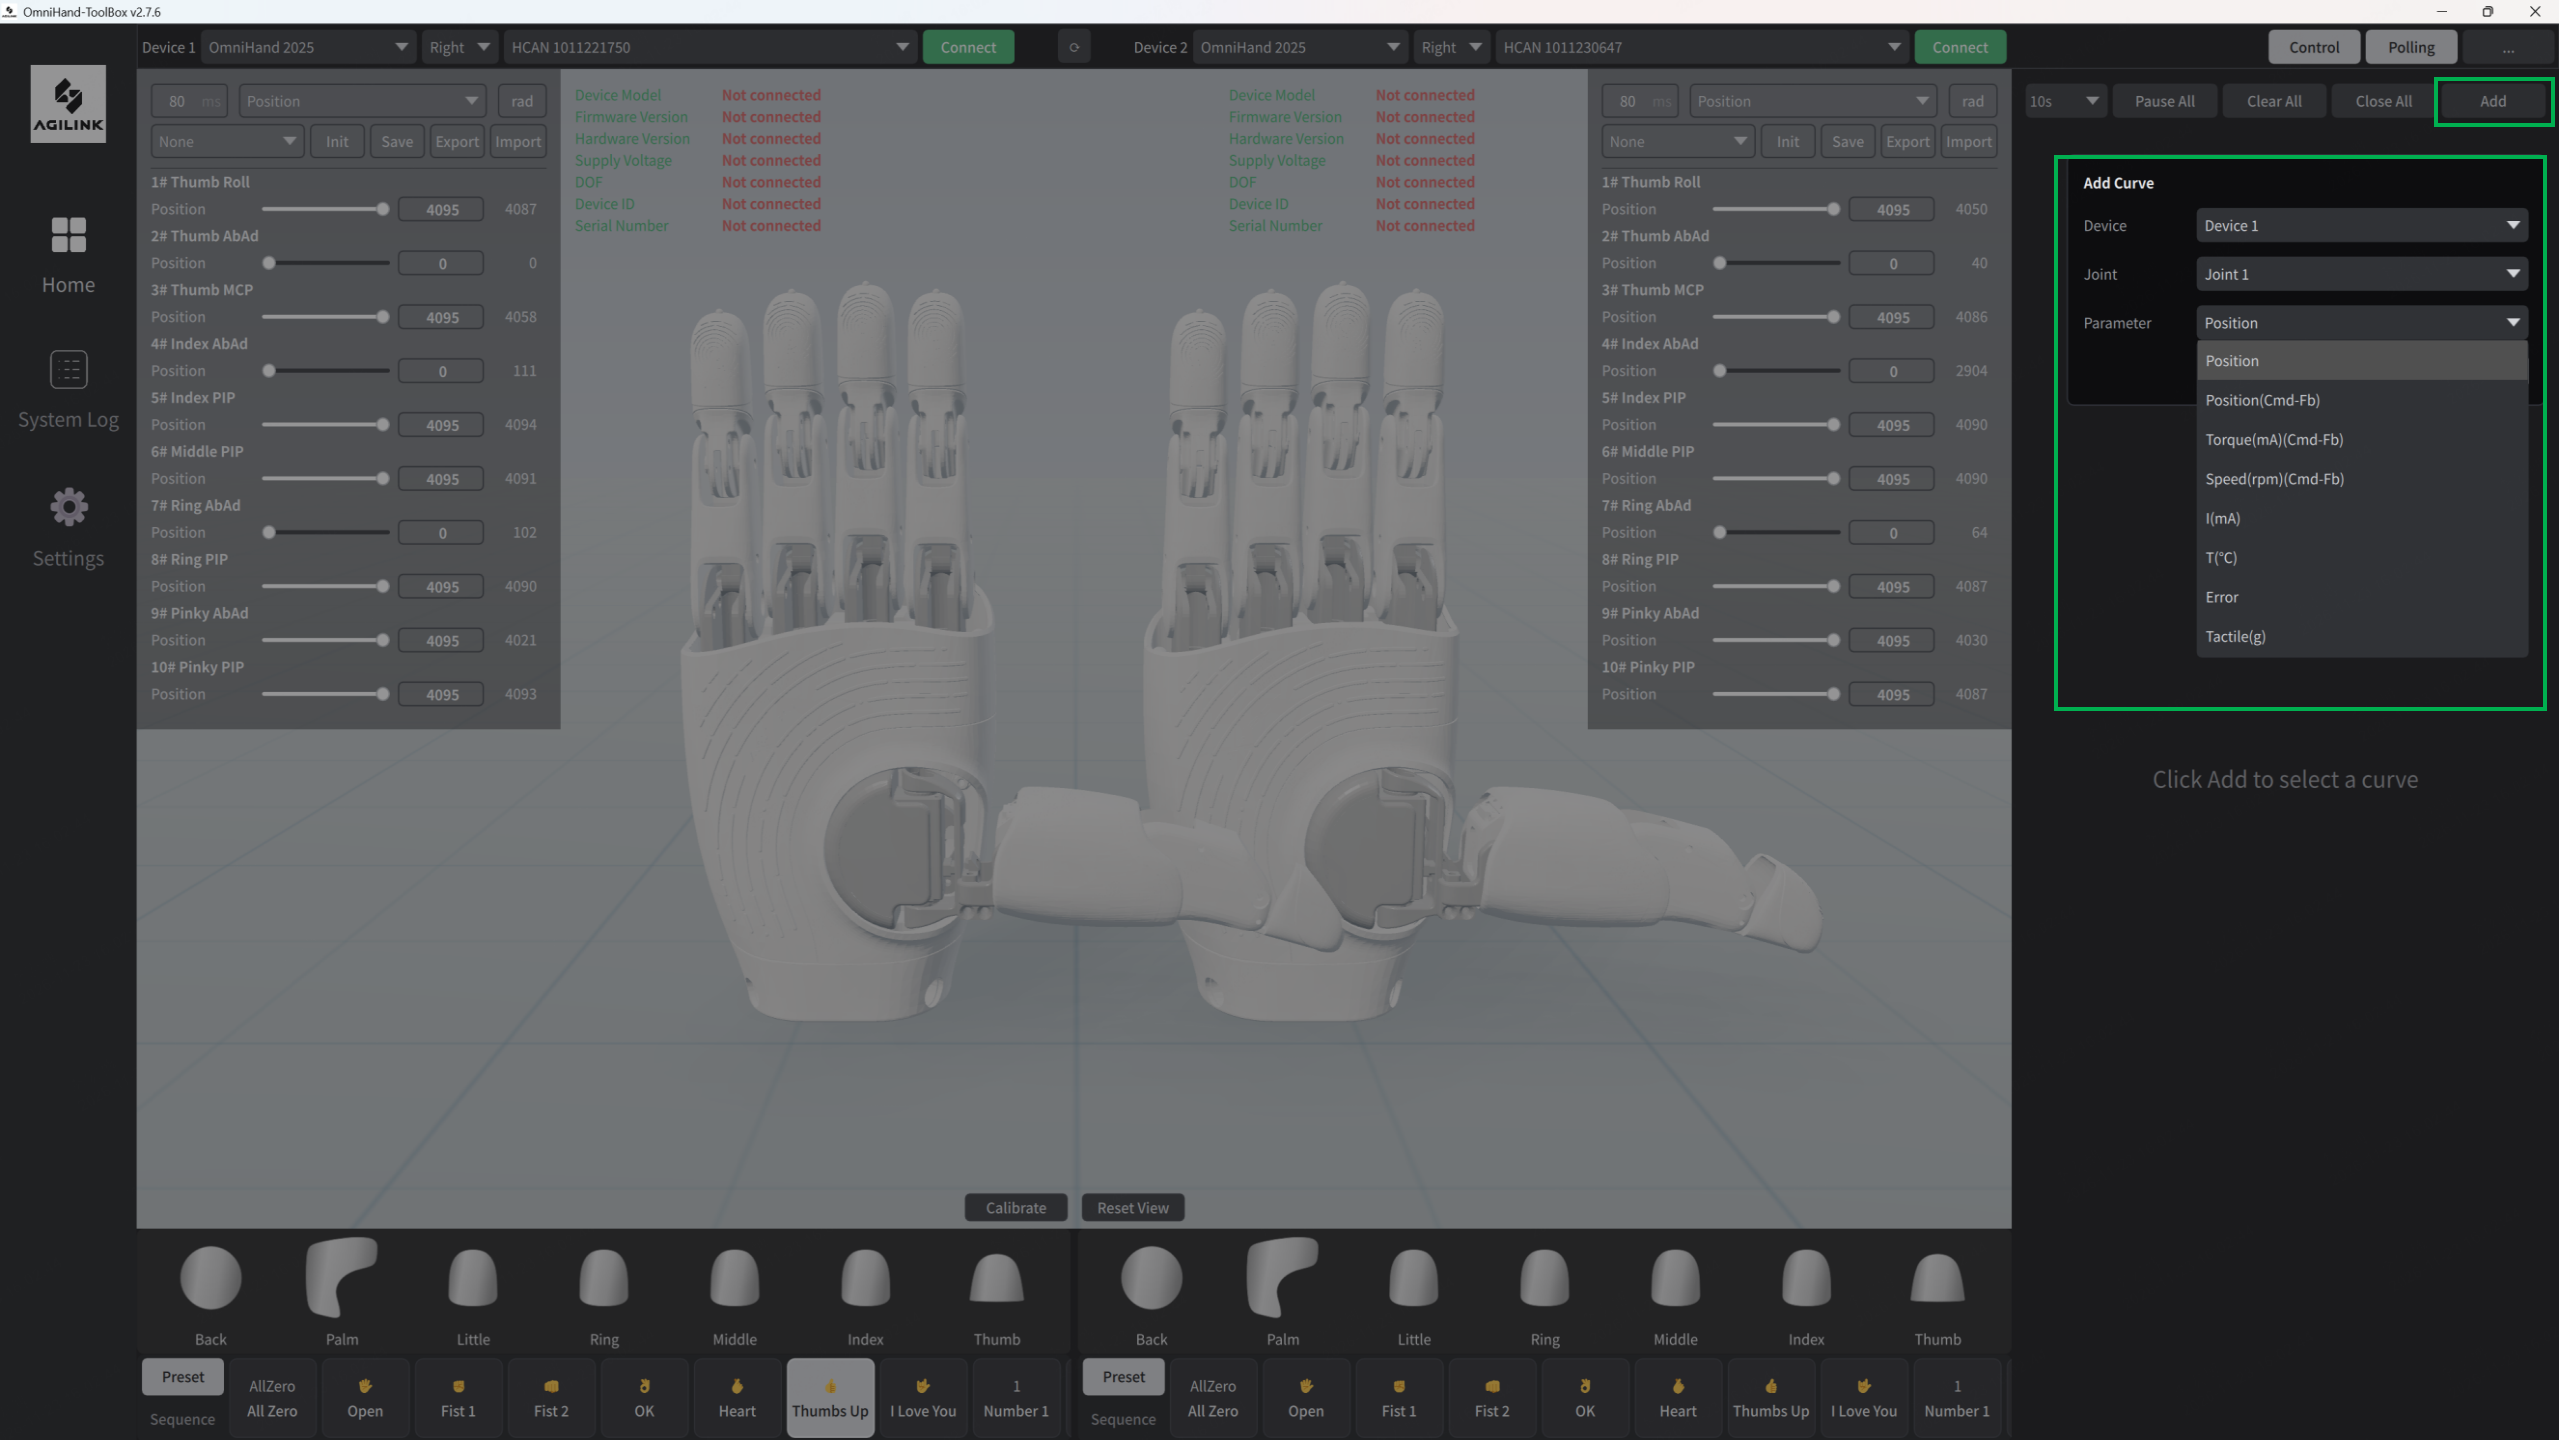 OmniHand-ToolBox v2.7.6
Device 1 OmniHand 2025 Right HCAN 1011221750 Connect Device 2 OmniHand 2025 Right HCAN 1011230647 Connect Control Polling ...
AGILINK
Home
System Log
Settings
80 ms Position rad
None Init Save Export Import
1# Thumb Roll
Position 4095 4087
2# Thumb AbAd
Position 0 0
3# Thumb MCP
Position 4095 4058
4# Index AbAd
Position 0 111
5# Index PIP
Position 4095 4094
6# Middle PIP
Position 4095 4091
7# Ring AbAd
Position 0 102
8# Ring PIP
Position 4095 4090
9# Pinky AbAd
Position 4095 4021
10# Pinky PIP
Position 4095 4093
Device Model Not connected
Firmware Version Not connected
Hardware Version Not connected
Supply Voltage Not connected
DOF Not connected
Device ID Not connected
Serial Number Not connected
Device Model Not connected
Firmware Version Not connected
Hardware Version Not connected
Supply Voltage Not connected
DOF Not connected
Device ID Not connected
Serial Number Not connected
80 ms Position rad
None Init Save Export Import
1# Thumb Roll
Position 4095 4050
2# Thumb AbAd
Position 0 40
3# Thumb MCP
Position 4095 4086
4# Index AbAd
Position 0 2904
5# Index PIP
Position 4095 4090
6# Middle PIP
Position 4095 4090
7# Ring AbAd
Position 0 64
8# Ring PIP
Position 4095 4087
9# Pinky AbAd
Position 4095 4030
10# Pinky PIP
Position 4095 4087
10s Pause All Clear All Close All Add
Add Curve
Device Device 1
Joint Joint 1
Parameter Position
Position
Position(Cmd-Fb)
Torque(mA)(Cmd-Fb)
Speed(rpm)(Cmd-Fb)
I(mA)
T(℃)
Error
Tactile(g)
Click Add to select a curve
Calibrate Reset View
Back Palm Little Ring Middle Index Thumb
Back Palm Little Ring Middle Index Thumb
Preset
Sequence
AllZero
All Zero Open Fist 1 Fist 2 OK Heart Thumbs Up I Love You
1
Number 1
Preset
Sequence
AllZero
All Zero Open Fist 1 Fist 2 OK Heart Thumbs Up I Love You
1
Number 1